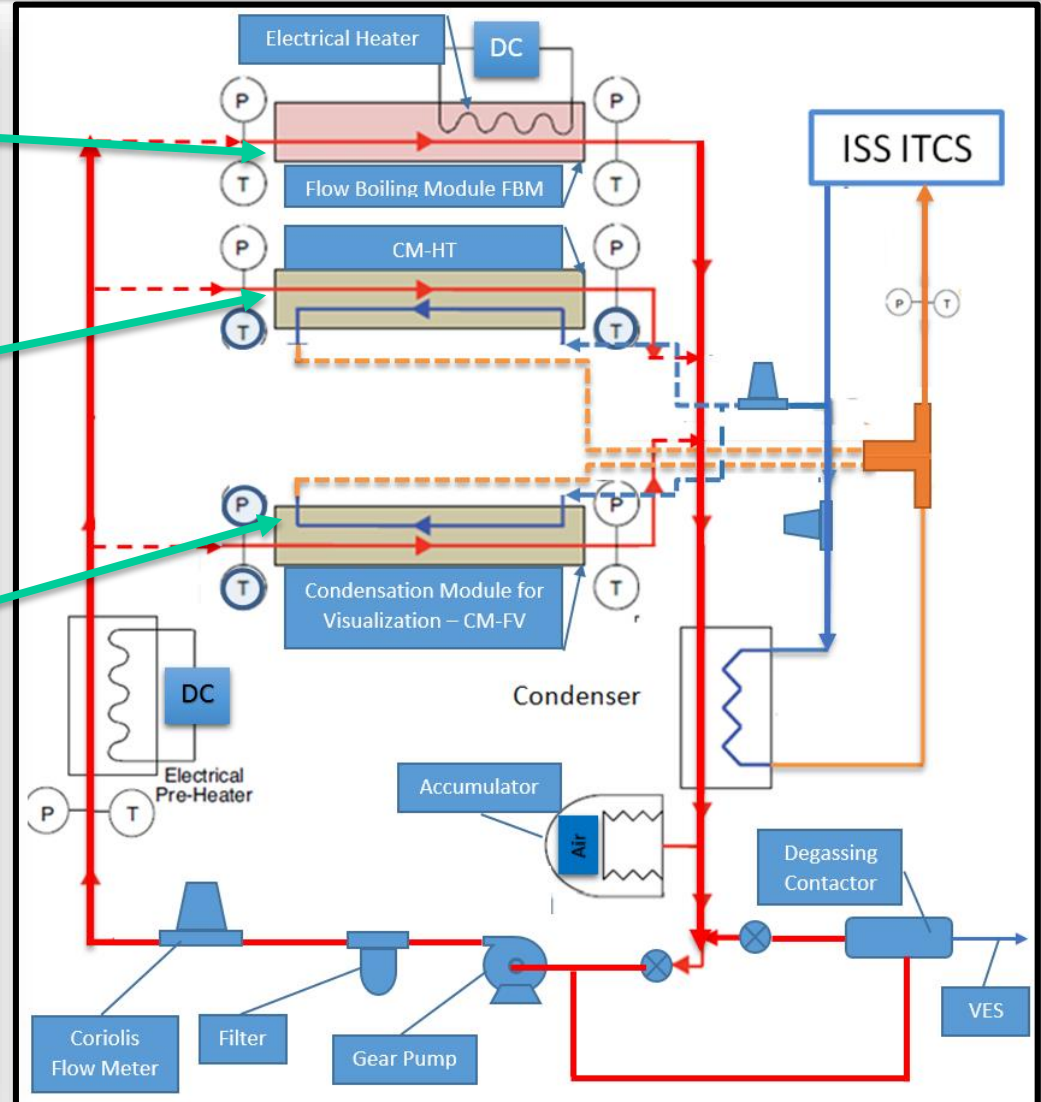 Electrical Heater
DC
P
P
ISS ITCS
T
T
Flow Boiling Module FBM
P
P
CM-HT
T
T
P
T
P
P
T
T
Condensation Module for
Visualization – CM-FV
DC
Condenser
Electrical
Pre-Heater
P
T
Accumulator
Air
Degassing
Contactor
Coriolis
Flow Meter
Filter
Gear Pump
VES